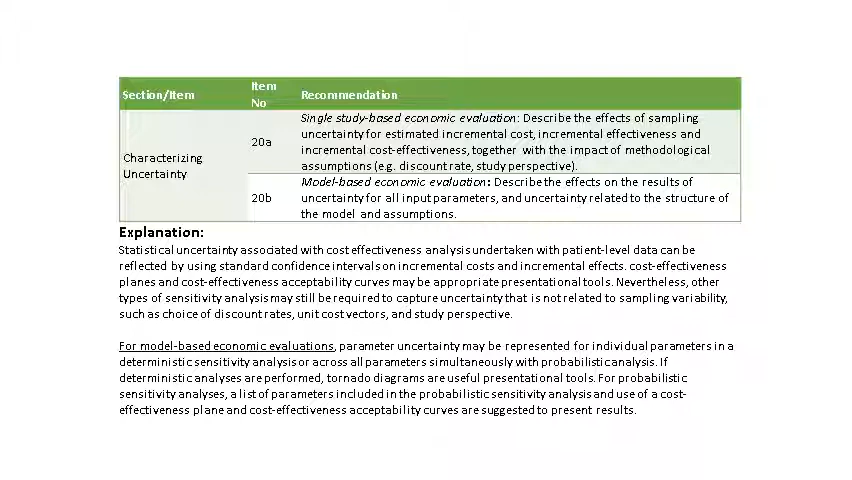 Section/Item
Item
No
Recommendation
Characterizing
Uncertainty
20a
Single study-based economic evaluation: Describe the effects of sampling
uncertainty for estimated incremental cost, incremental effectiveness and
incremental cost-effectiveness, together with the impact of methodological
assumptions (e.g. discount rate, study perspective).
20b
Model-based economic evaluation: Describe the effects on the results of
uncertainty for all input parameters, and uncertainty related to the structure of
the model and assumptions.
Explanation:
Statistical uncertainty associated with cost effectiveness analysis undertaken with patient-level data can be
reflected by using standard confidence intervals on incremental costs and incremental effects. cost-effectiveness
planes and cost-effectiveness acceptability curves may be appropriate presentational tools. Nevertheless, other
types of sensitivity analysis may still be required to capture uncertainty that is not related to sampling variability,
such as choice of discount rates, unit cost vectors, and study perspective.
For model-based economic evaluations, parameter uncertainty may be represented for individual parameters in a
deterministic sensitivity analysis or across all parameters simultaneously with probabilistic analysis. If
deterministic analyses are performed, tornado diagrams are useful presentational tools. For probabilistic
sensitivity analyses, a list of parameters included in the probabilistic sensitivity analysis and use of a cost-
effectiveness plane and cost-effectiveness acceptability curves are suggested to present results.